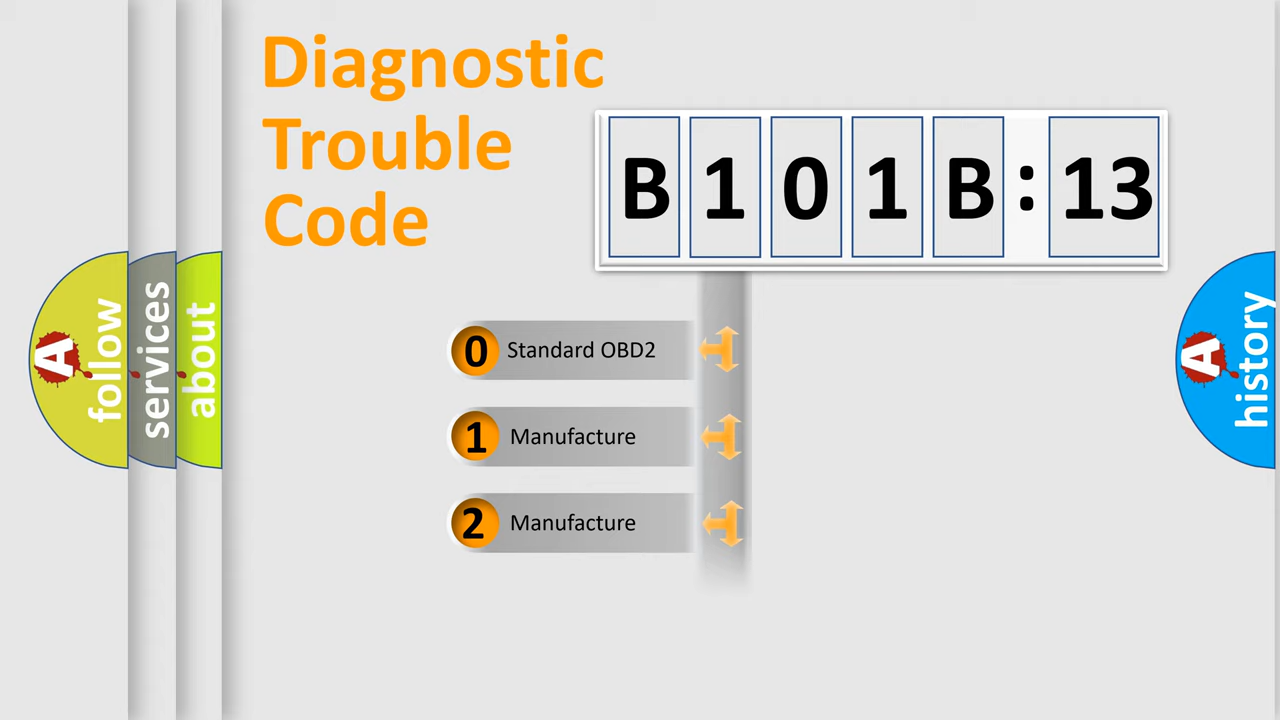 Diagnostic
Trouble
Code
B 1 0 1 B : 13
0 Standard OBD2
1 Manufacture
2 Manufacture
A follow
services
about
A history